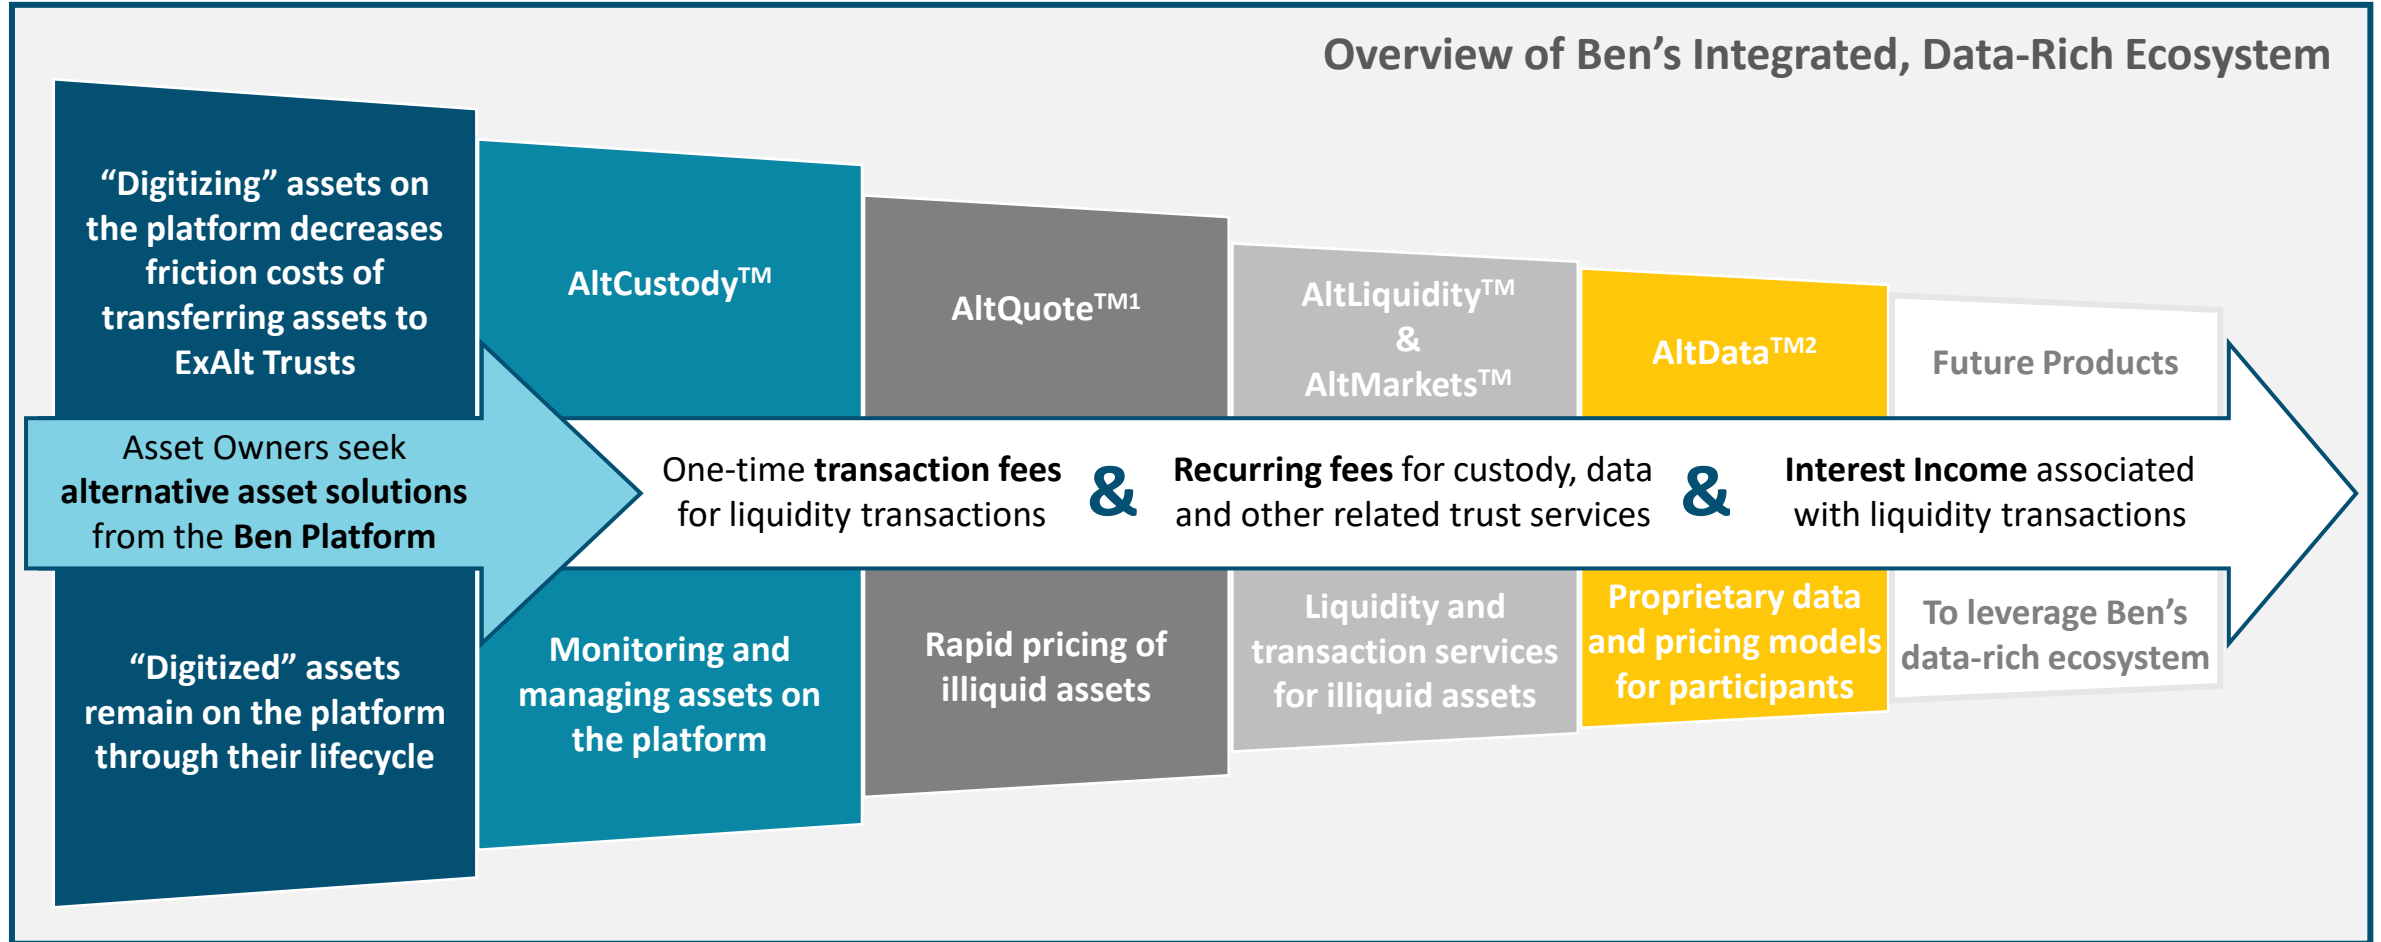 Overview of Ben’s Integrated, Data-Rich Ecosystem
“Digitizing” assets on
the platform decreases
friction costs of
transferring assets to
ExAlt Trusts
AltCustody™
AltQuote™1
AltLiquidity™
&
AltMarkets™
AltData™2
Future Products
Asset Owners seek
alternative asset solutions
from the Ben Platform
One-time transaction fees
for liquidity transactions
&
Recurring fees for custody, data
and other related trust services
&
Interest Income associated
with liquidity transactions
“Digitized” assets
remain on the platform
through their lifecycle
Monitoring and
managing assets on
the platform
Rapid pricing of
illiquid assets
Liquidity and
transaction services
for illiquid assets
Proprietary data
and pricing models
for participants
To leverage Ben’s
data-rich ecosystem